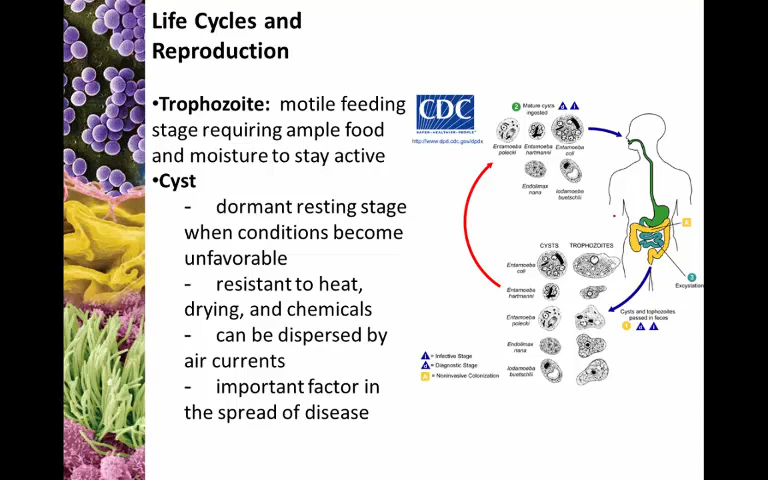 Life Cycles and
Reproduction
•Trophozoite: motile feeding
stage requiring ample food
and moisture to stay active
•Cyst
- dormant resting stage
when conditions become
unfavorable
- resistant to heat,
drying, and chemicals
- can be dispersed by
air currents
- important factor in
the spread of disease
CDC
SAFER•HEALTHIER•PEOPLE™
http://www.dpd.cdc.gov/dpdx
2 Mature cysts
ingested
d i
Entamoeba
polecki
Entamoeba
hartmanni
Entamoeba
coli
Endolimax
nana
Iodamoeba
buetschlii
3
Excystation
CYSTS TROPHOZOITES
Entamoeba
coli
Entamoeba
hartmanni
Entamoeba
polecki
Endolimax
nana
Iodamoeba
buetschlii
Cysts and tophozoites
passed in feces
1 d i
i = Infective Stage
d = Diagnostic Stage
= Noninvasive Colonization